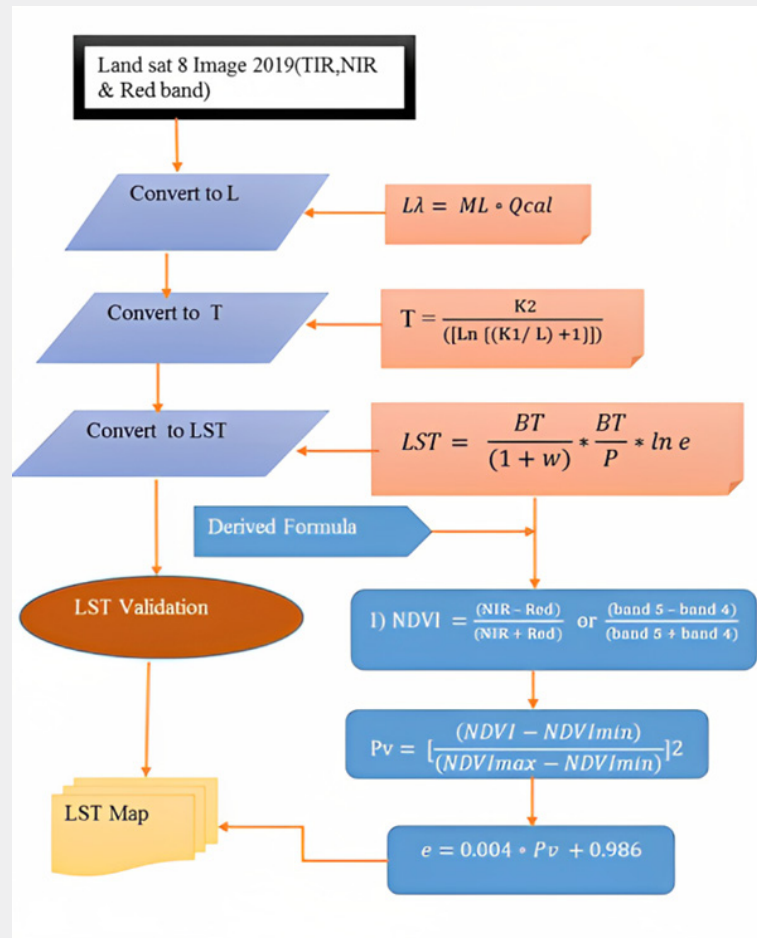 Land sat 8 Image 2019(TIR,NIR
& Red band)
Convert to L
Lλ = ML ∘ Qcal
Convert to T
T = K2 / ([Ln {(K1/ L) +1}])
Convert to LST
LST = BT / (1 + w) * BT / P * ln e
Derived Formula
LST Validation
1) NDVI = (NIR− Red) / (NIR + Red) or (band 5 − band 4) / (band 5 + band 4)
Pv = [(NDVI − NDVImin) / (NDVImax − NDVImin)]2
LST Map
e = 0.004 ∘ Pv + 0.986